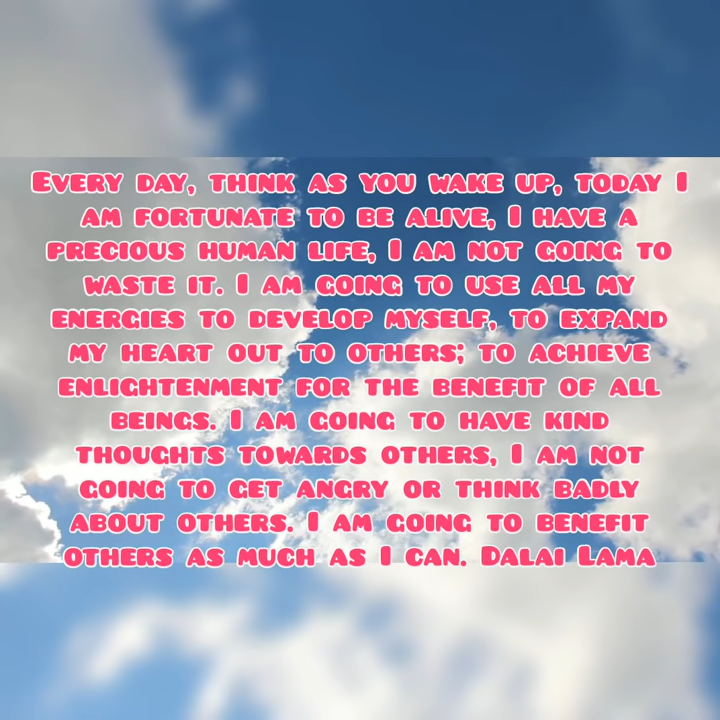 Every day, think as you wake up, today I
am fortunate to be alive, I have a
precious human life, I am not going to
waste it. I am going to use all my
energies to develop myself, to expand
my heart out to others; to achieve
enlightenment for the benefit of all
beings. I am going to have kind
thoughts towards others, I am not
going to get angry or think badly
about others. I am going to benefit
others as much as I can. Dalai Lama